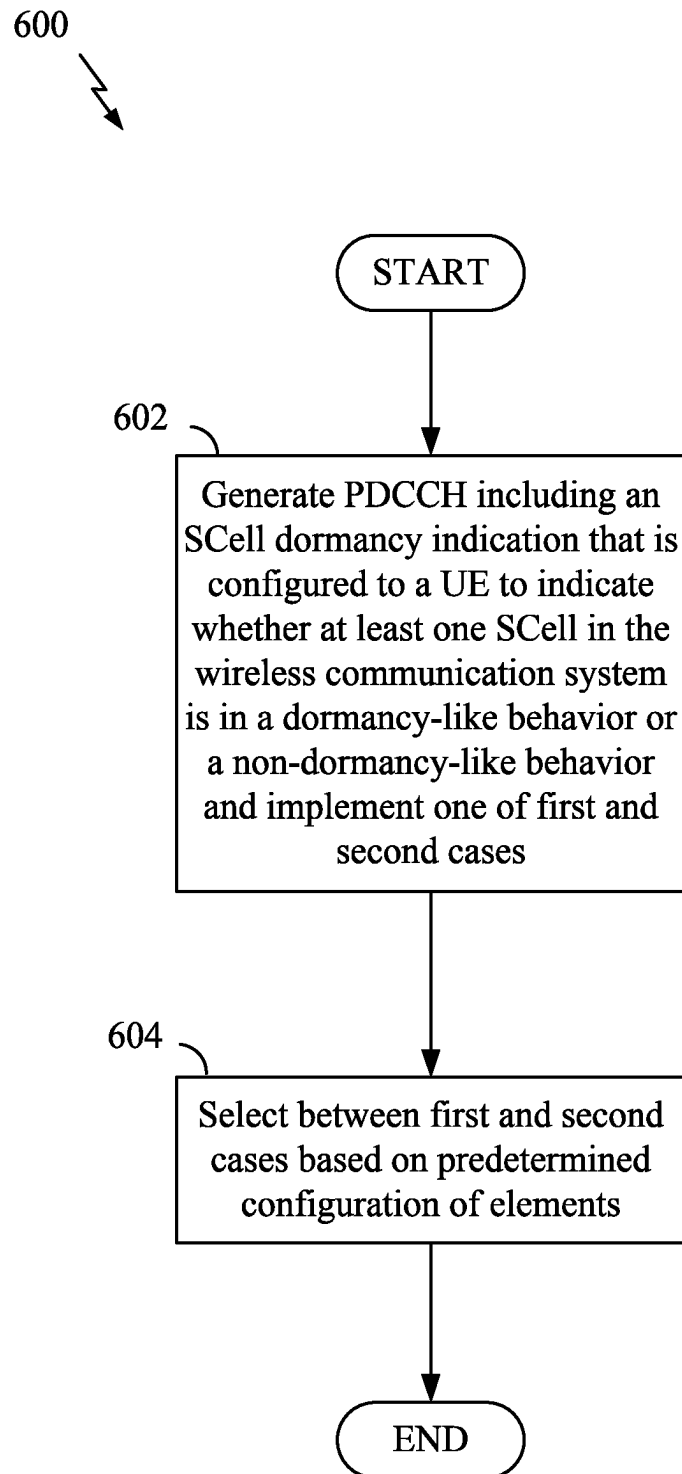 600
START
602
Generate PDCCH including an
SCell dormancy indication that is
configured to a UE to indicate
whether at least one SCell in the
wireless communication system
is in a dormancy-like behavior or
a non-dormancy-like behavior
and implement one of first and
second cases
604
Select between first and second
cases based on predetermined
configuration of elements
END